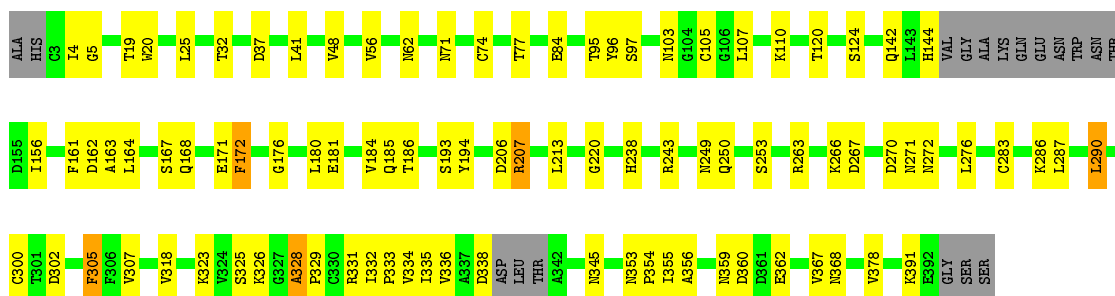 ALA HIS C3 I4 G5 T19 W20 L25 T32 D37 L41 V48 V56 N62 N71 C74 T77 E84 T95 Y96 S97 N103 G104 C105 G106 L107 K110 T120 S124 Q142 L143 H144 VAL GLY ALA LYS GLN GLU ASN TRP ASN THR
D155 I156 F161 D162 A163 L164 S167 Q168 E171 F172 G176 L180 E181 V184 Q185 T186 S193 Y194 D206 R207 L213 G220 H238 R243 N249 Q250 S253 R263 K266 D267 D270 N271 N272 L276 C283 K286 L287 L290
C300 T301 D302 F305 F306 V307 V318 K323 V324 S325 K326 G327 A328 P329 C330 R331 I332 P333 V334 I335 V336 A337 D338 ASP LEU THR A342 N345 N353 P354 I355 A356 N359 D360 D361 E362 V367 N368 V378 K391 E392 GLY SER SER